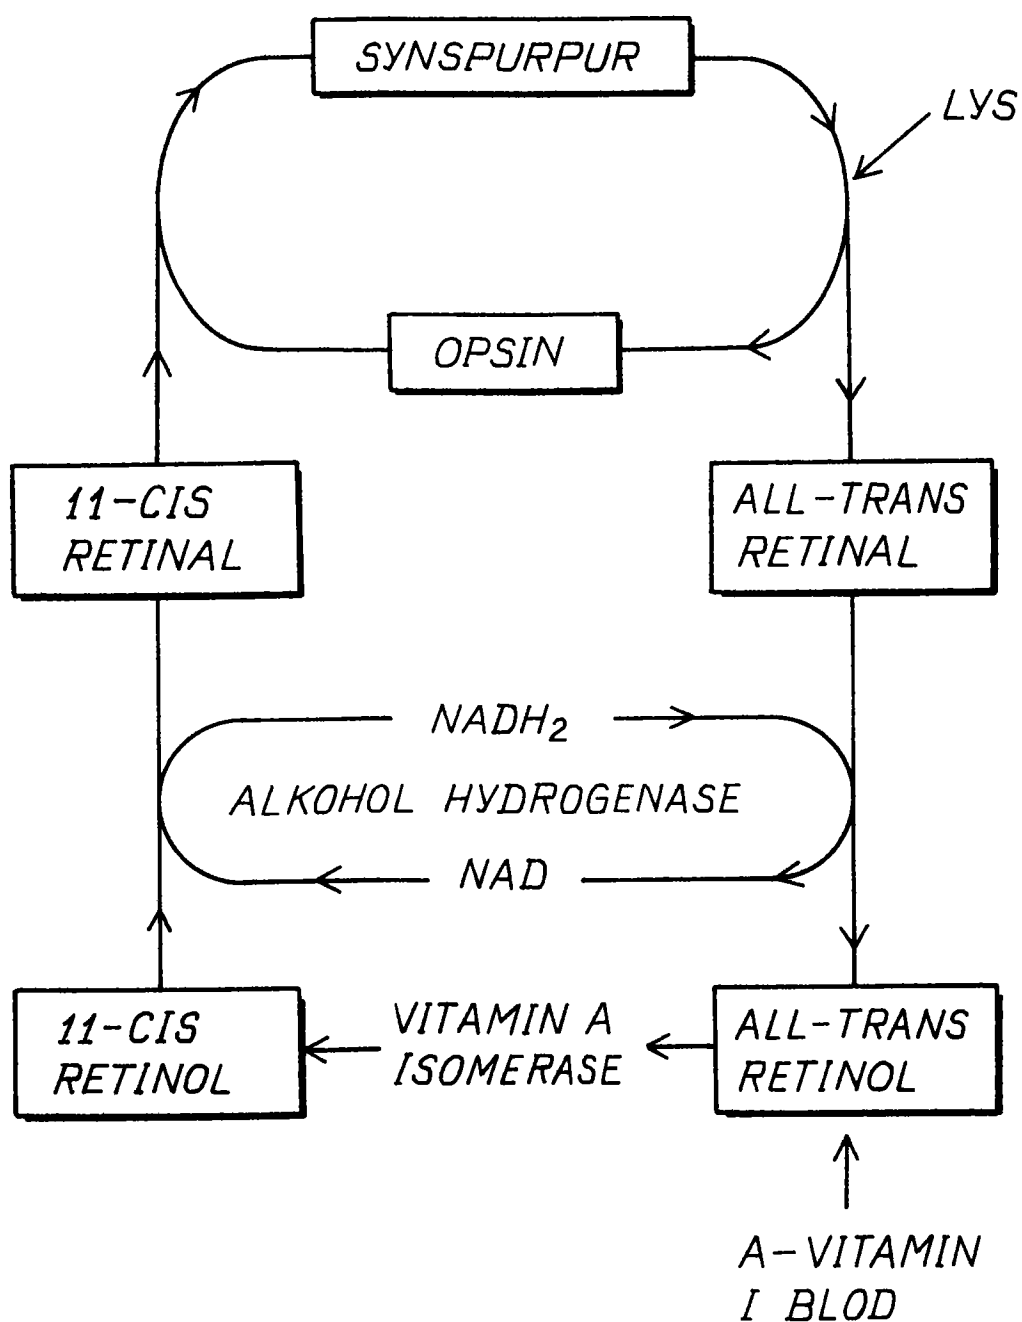 SYNSPURPUR
LYS
OPSIN
11-CIS
RETINAL
ALL-TRANS
RETINAL
NADH₂
ALKOHOL HYDROGENASE
NAD
11-CIS
RETINOL
VITAMIN A
ISOMERASE
ALL-TRANS
RETINOL
A-VITAMIN
I BLOD